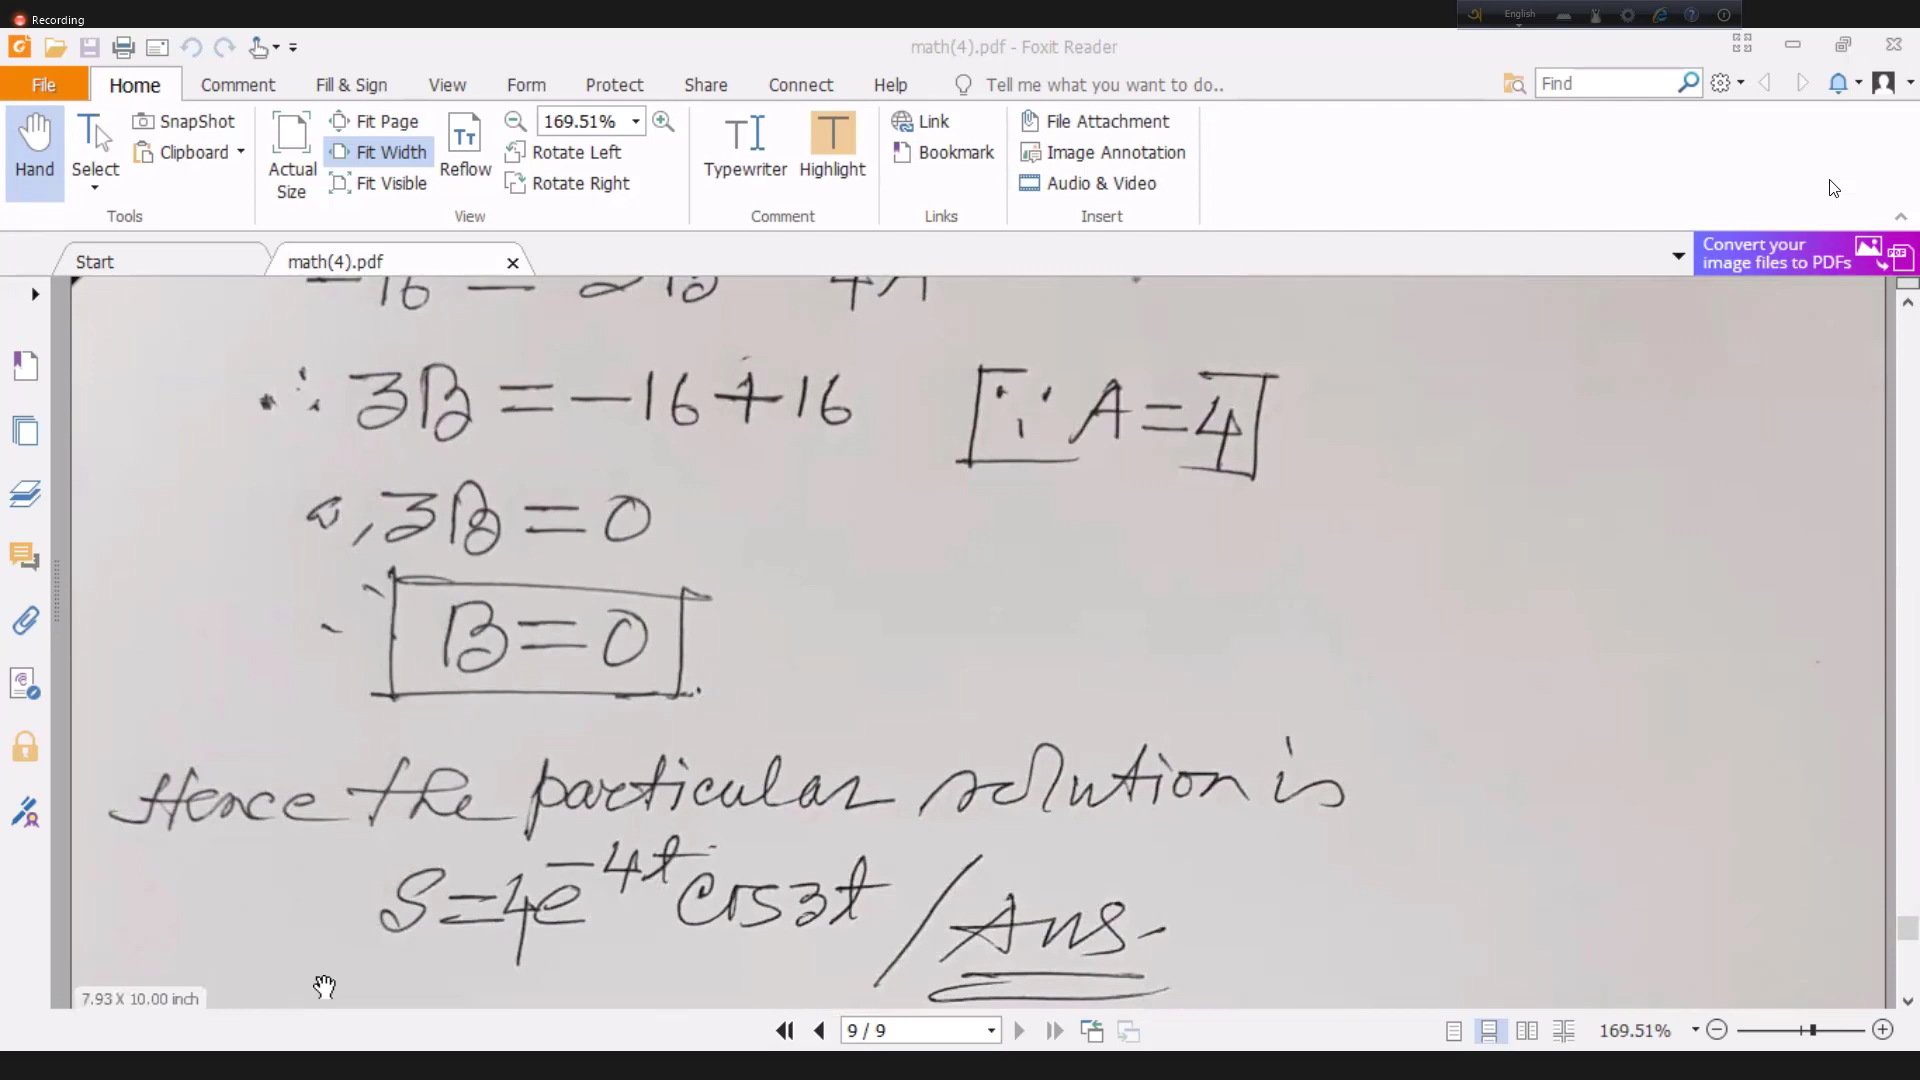 Recording
English
math(4).pdf - Foxit Reader
File Home Comment Fill & Sign View Form Protect Share Connect Help Tell me what you want to do.. Find
Hand
Select
SnapShot
Clipboard
Tools
Actual Size
Fit Page
Fit Width
Fit Visible
Reflow
169.51%
Rotate Left
Rotate Right
View
Typewriter
Highlight
Comment
Link
Bookmark
Links
File Attachment
Image Annotation
Audio & Video
Insert
Start
math(4).pdf
Convert your
image files to PDFs
∴ 3B = -16 + 16 [∵ A = 4]
, 3B = 0
B = 0
Hence the particular solution is
S = 4e^-4t cos3t / Ans.
7.93 X 10.00 inch
9 / 9
169.51%